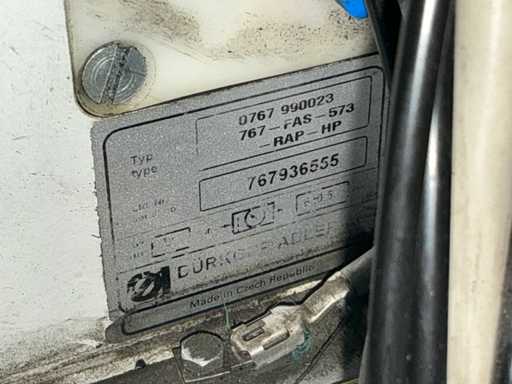 Typ
type
0767 990023
767-FAS-573
-RAP-HP
767936555
DÜRKOPP ADLER
Made in Czech Republic